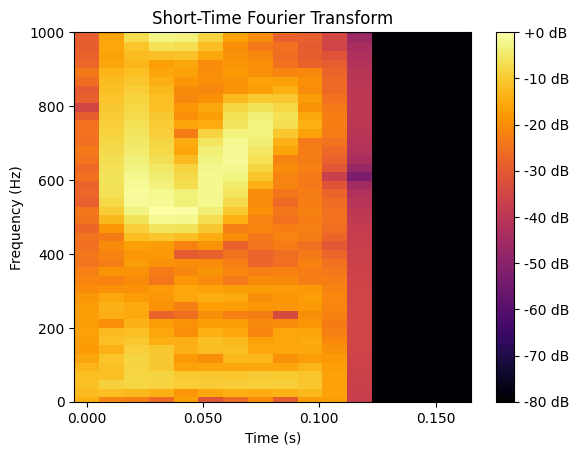 Short-Time Fourier Transform
1000
800
600
400
200
0
Frequency (Hz)
0.000
0.050
0.100
0.150
Time (s)
+0 dB
-10 dB
-20 dB
-30 dB
-40 dB
-50 dB
-60 dB
-70 dB
-80 dB